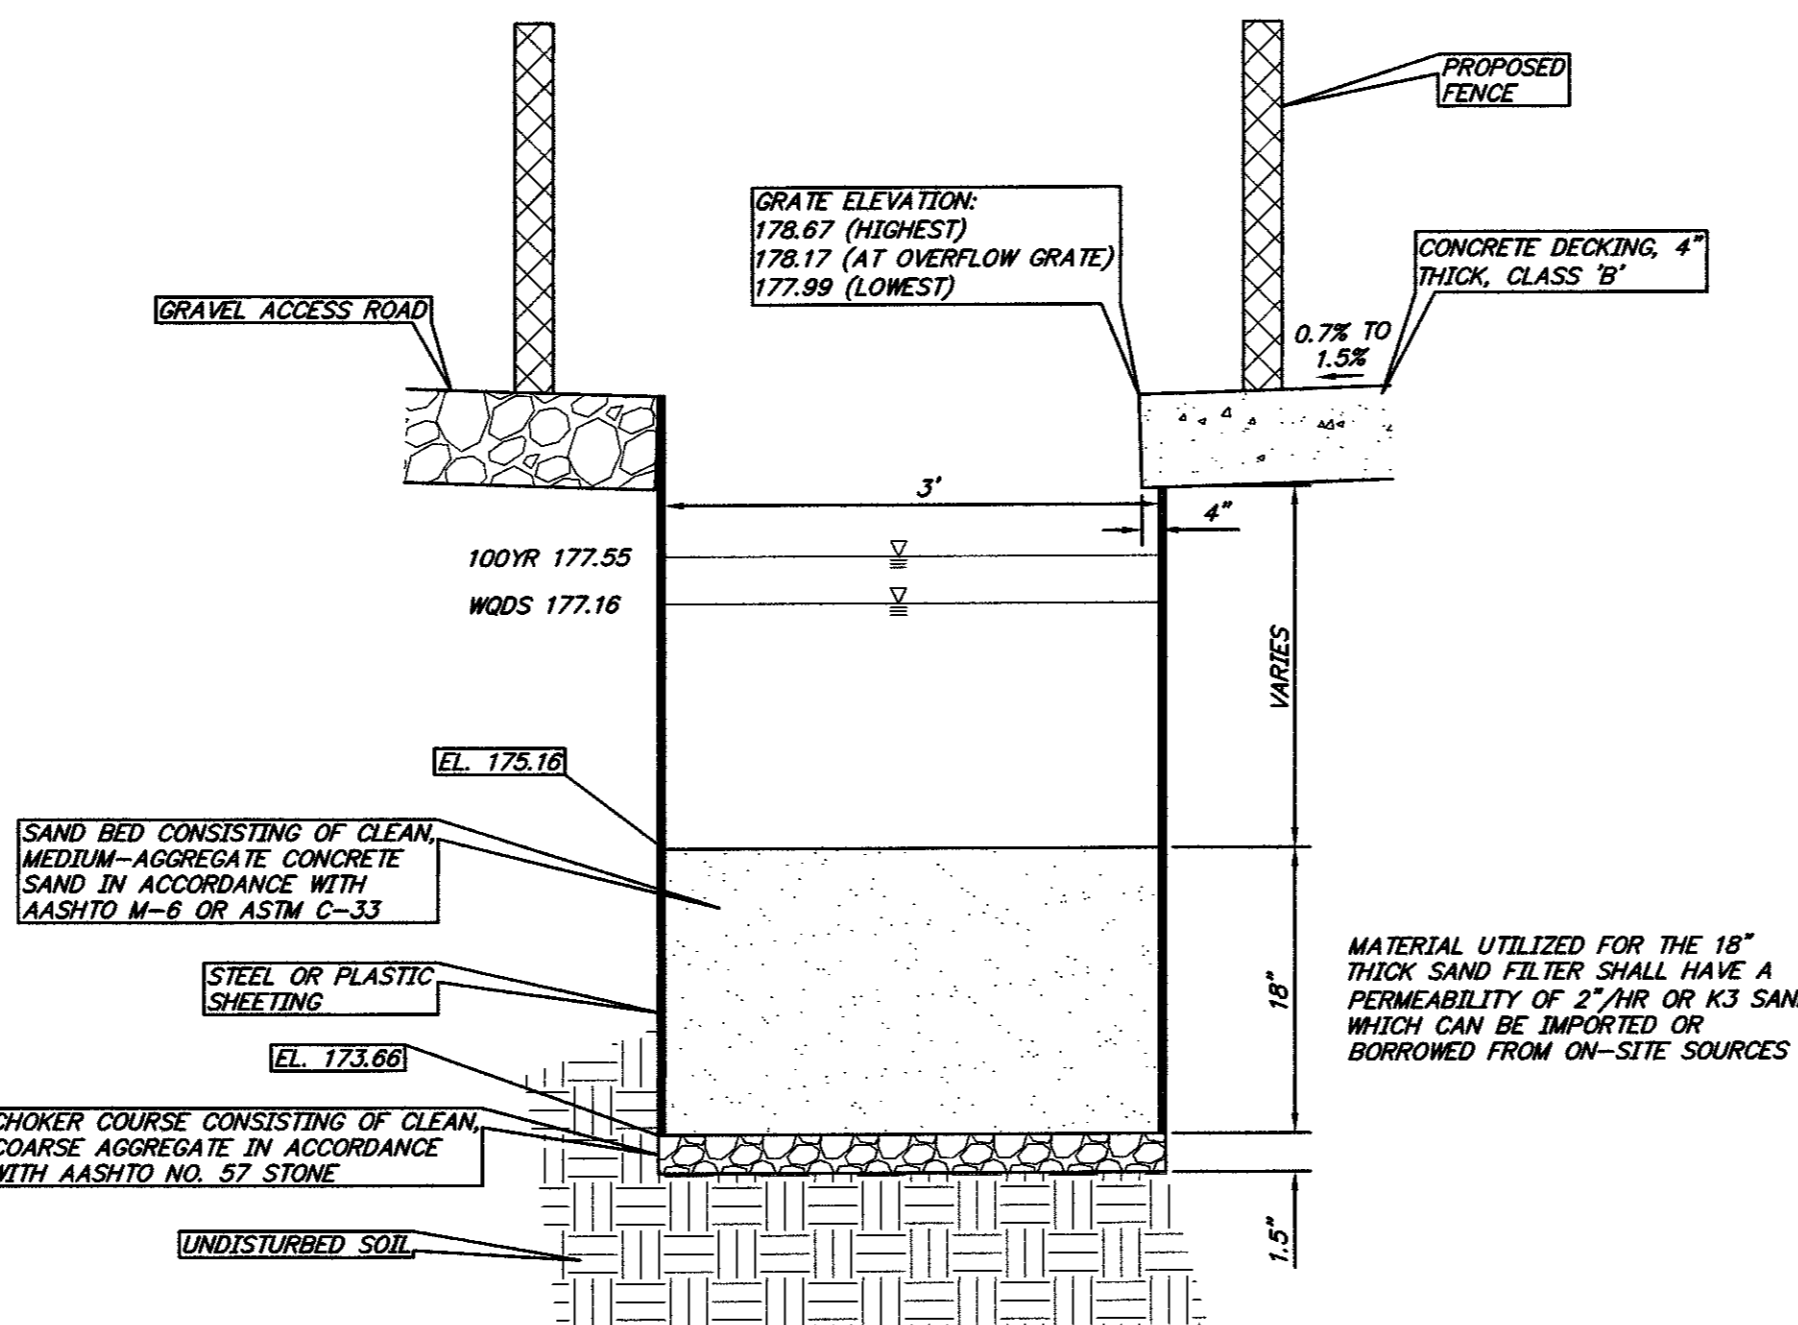 PROPOSED
FENCE
GRATE ELEVATION:
178.67 (HIGHEST)
178.17 (AT OVERFLOW GRATE)
177.99 (LOWEST)
CONCRETE DECKING, 4"
THICK, CLASS 'B'
GRAVEL ACCESS ROAD
0.7% TO
1.5%
3'
4"
100YR 177.55
WQDS 177.16
VARIES
EL. 175.16
SAND BED CONSISTING OF CLEAN,
MEDIUM-AGGREGATE CONCRETE
SAND IN ACCORDANCE WITH
AASHTO M-6 OR ASTM C-33
STEEL OR PLASTIC
SHEETING
18"
MATERIAL UTILIZED FOR THE 18"
THICK SAND FILTER SHALL HAVE A
PERMEABILITY OF 2"/HR OR K3
WHICH CAN BE IMPORTED OR
BORROWED FROM ON-SITE SOURCES
EL. 173.66
CHOKER COURSE CONSISTING OF CLEAN,
COARSE AGGREGATE IN ACCORDANCE
WITH AASHTO NO. 57 STONE
UNDISTURBED SOIL
1.5"